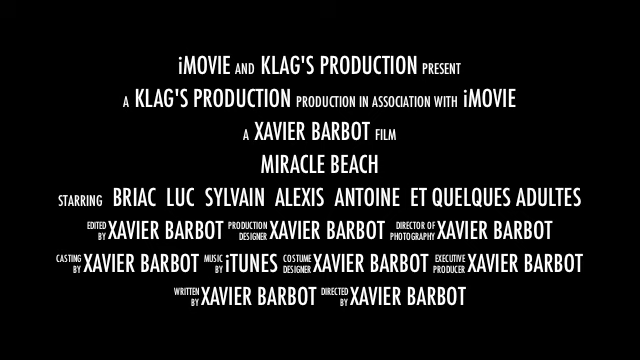 iMOVIE AND KLAG'S PRODUCTION PRESENT
A KLAG'S PRODUCTION PRODUCTION IN ASSOCIATION WITH iMOVIE
A XAVIER BARBOT FILM
MIRACLE BEACH
STARRING BRIAC LUC SYLVAIN ALEXIS ANTOINE ET QUELQUES ADULTES
EDITED BY XAVIER BARBOT PRODUCTION DESIGNER XAVIER BARBOT DIRECTOR OF PHOTOGRAPHY XAVIER BARBOT
CASTING BY XAVIER BARBOT MUSIC BY iTUNES COSTUME DESIGNER XAVIER BARBOT EXECUTIVE PRODUCER XAVIER BARBOT
WRITTEN BY XAVIER BARBOT DIRECTED BY XAVIER BARBOT